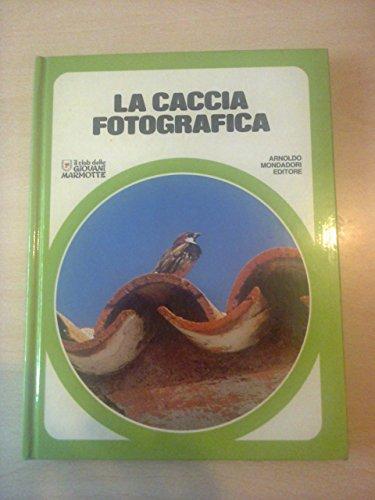 LA CACCIA
FOTOGRAFICA
il club delle
GIOVANI
MARMOTTE
ARNOLDO
MONDADORI
EDITORE